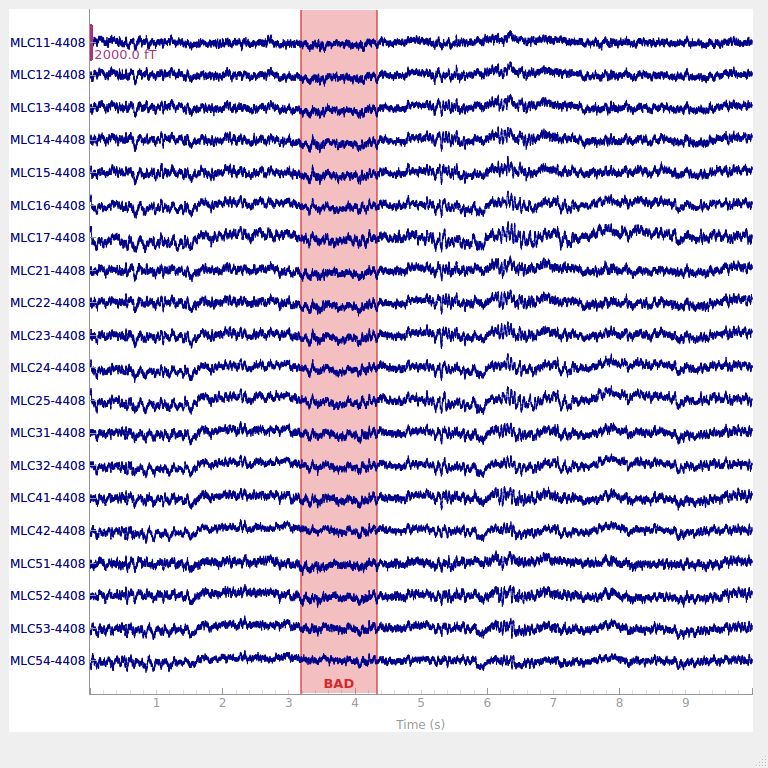 MLC11-4408
2000.0 fT
MLC12-4408
MLC13-4408
MLC14-4408
MLC15-4408
MLC16-4408
MLC17-4408
MLC21-4408
MLC22-4408
MLC23-4408
MLC24-4408
MLC25-4408
MLC31-4408
MLC32-4408
MLC41-4408
MLC42-4408
MLC51-4408
MLC52-4408
MLC53-4408
MLC54-4408
BAD
1 2 3 4 5 6 7 8 9
Time (s)